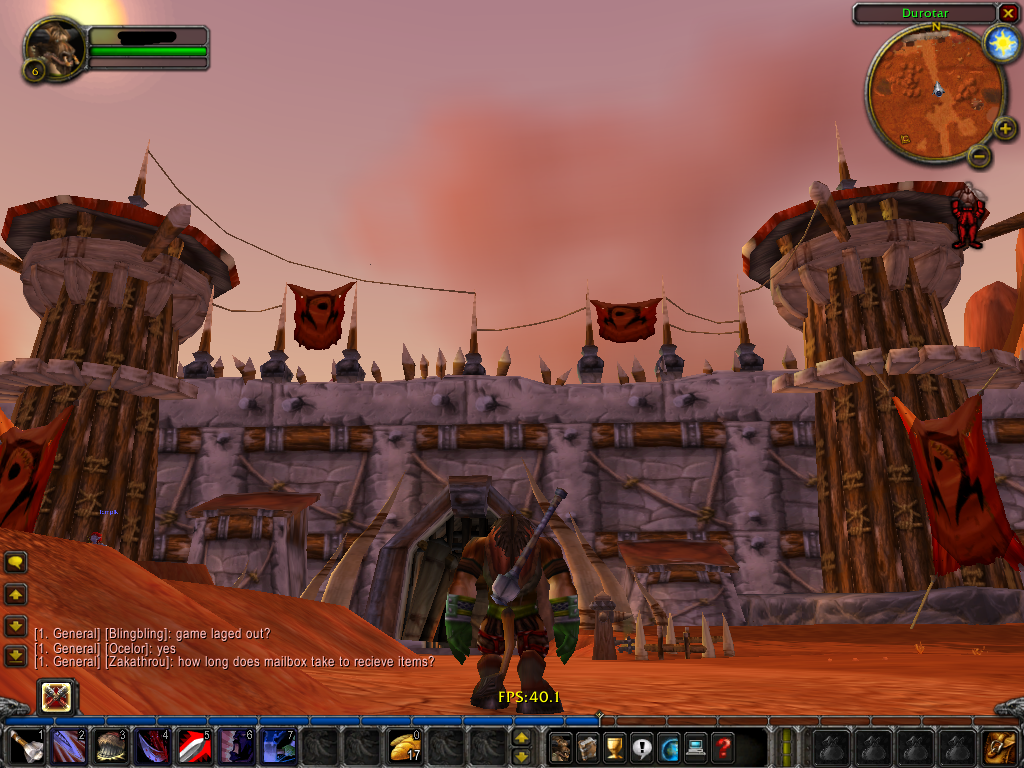 Durotar
N
6
[1. General] [Blingbling]: game laged out?
[1. General] [Ocelor]: yes
[1. General] [Zakathrou]: how long does mailbox take to recieve items?
FPS:40.1
1 2 3 4 5 6 7 0
17